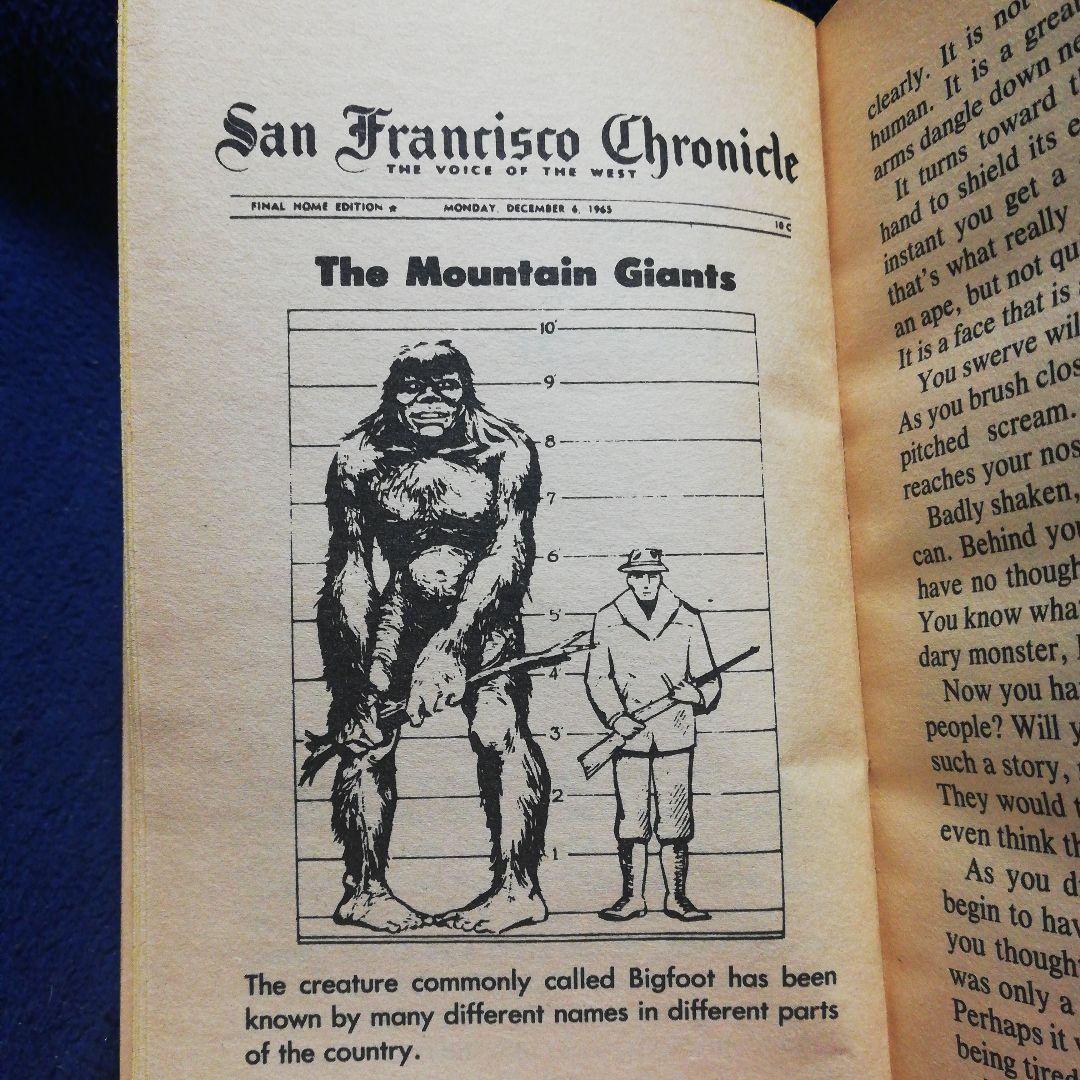 San Francisco Chronicle
THE VOICE OF THE WEST
FINAL HOME EDITION ★ MONDAY, DECEMBER 6, 1965 10 C
The Mountain Giants
10'
9'
8'
7'
6'
5'
4'
3'
2'
1'
The creature commonly called Bigfoot has been
known by many different names in different parts
of the country.
clearly. It is not
human. It is a great
arms dangle down
It turns toward
hand to shield its
instant you get a
that's what really
an ape, but not
It is a face that is
You swerve
As you brush
pitched scream.
reaches your
Badly shaken,
can. Behind
have no
You know
dary monster,
Now you
people? Will
such a story,
They would
even think
As you
begin to
you
was only a
Perhaps it
being tired